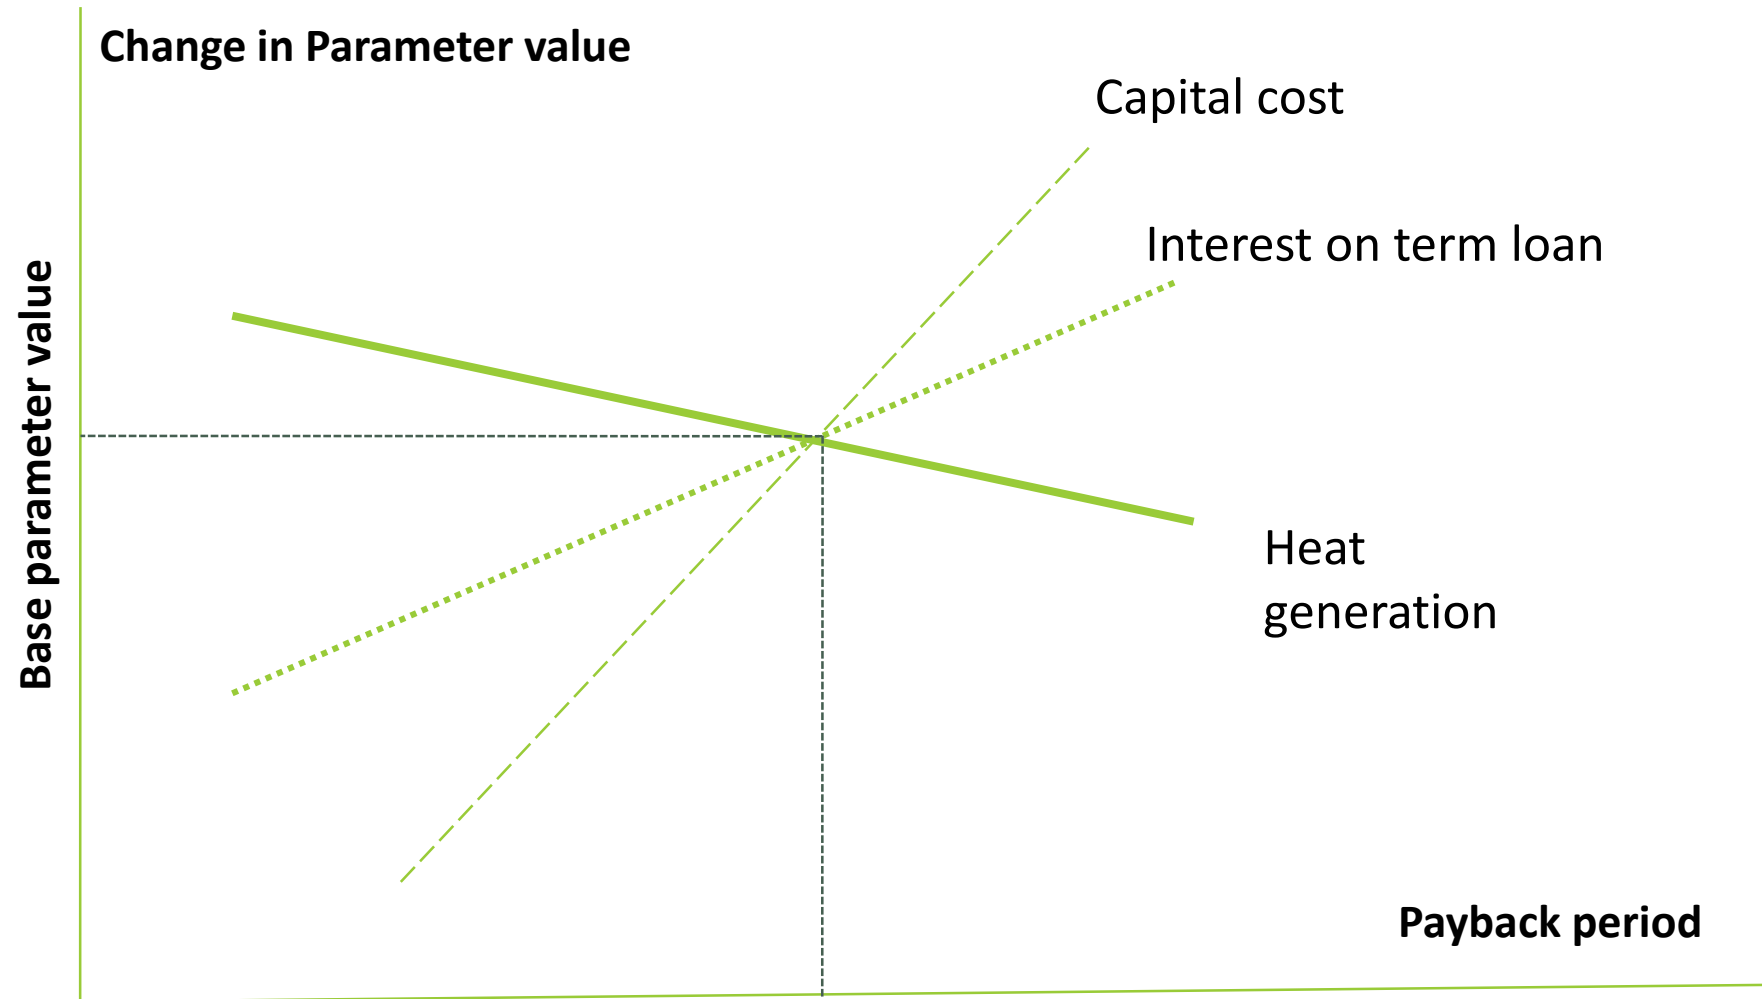 Change in Parameter value
Capital cost
Interest on term loan
Base parameter value
Heat
generation
Payback period